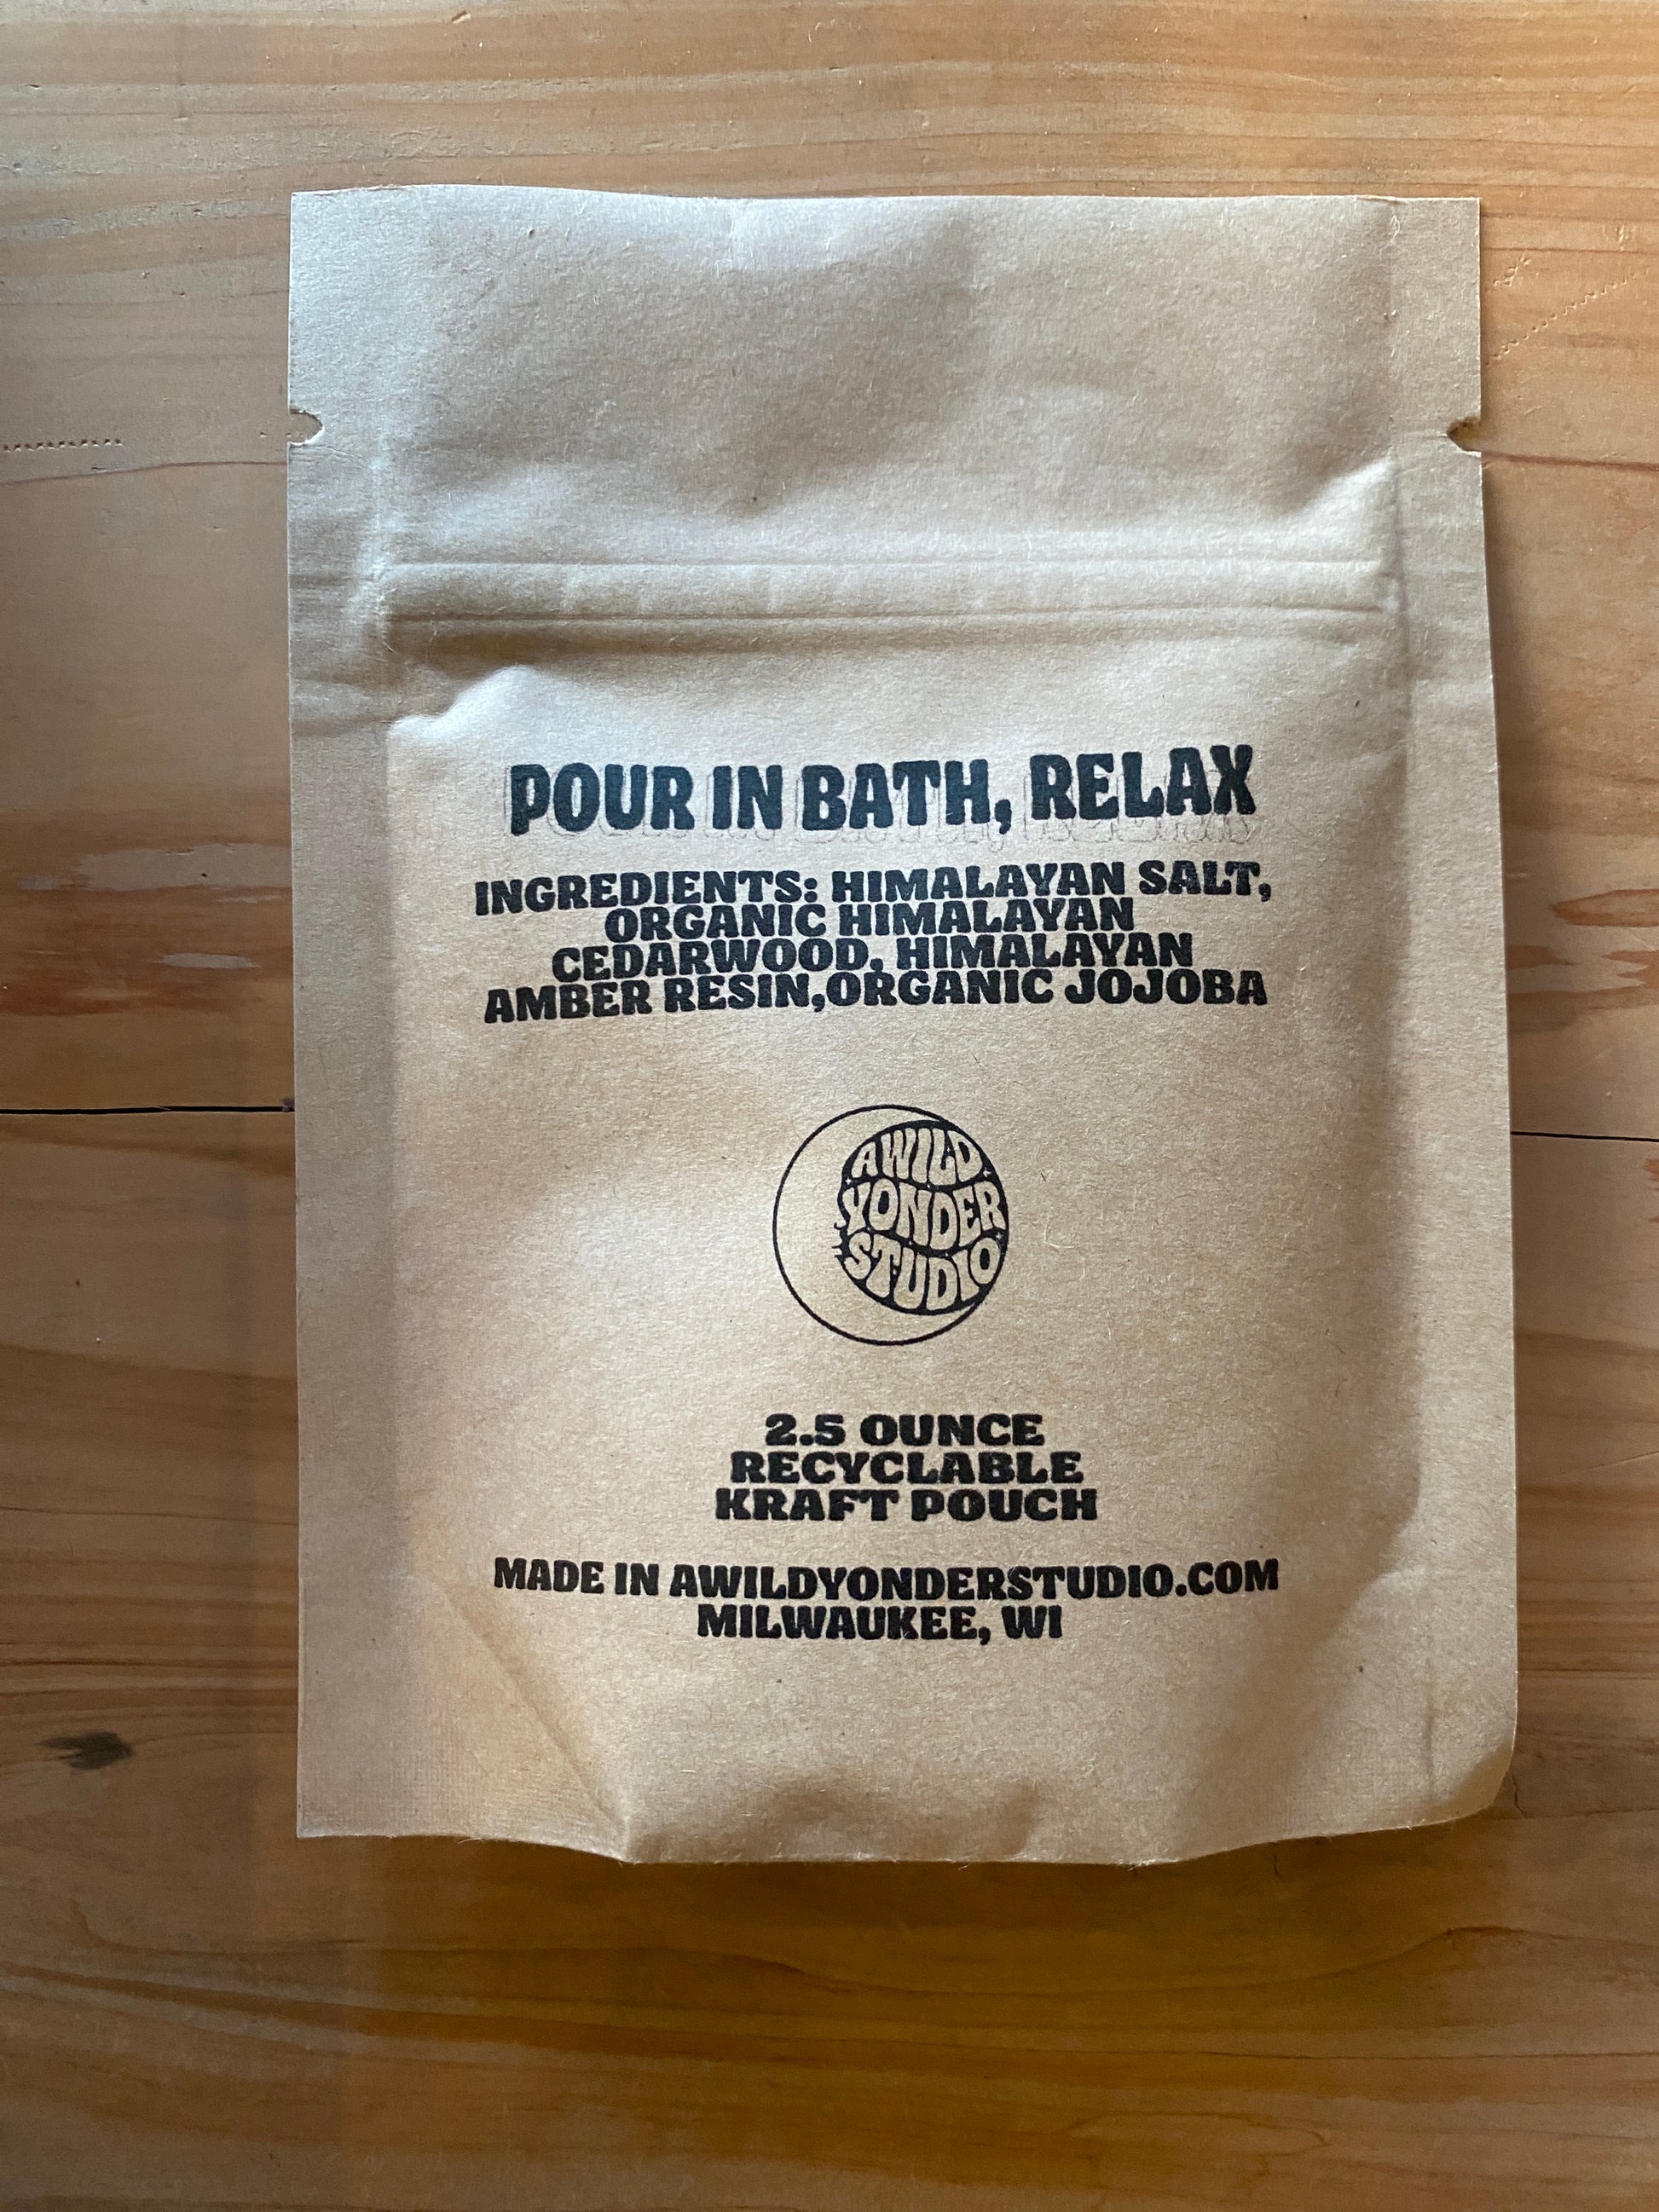 POUR IN BATH, RELAX
INGREDIENTS: HIMALAYAN SALT,
ORGANIC HIMALAYAN
CEDARWOOD, HIMALAYAN
AMBER RESIN,ORGANIC JOJOBA
A WILD
YONDER
STUDIO
2.5 OUNCE
RECYCLABLE
KRAFT POUCH
MADE IN AWILDYONDERSTUDIO.COM
MILWAUKEE, WI